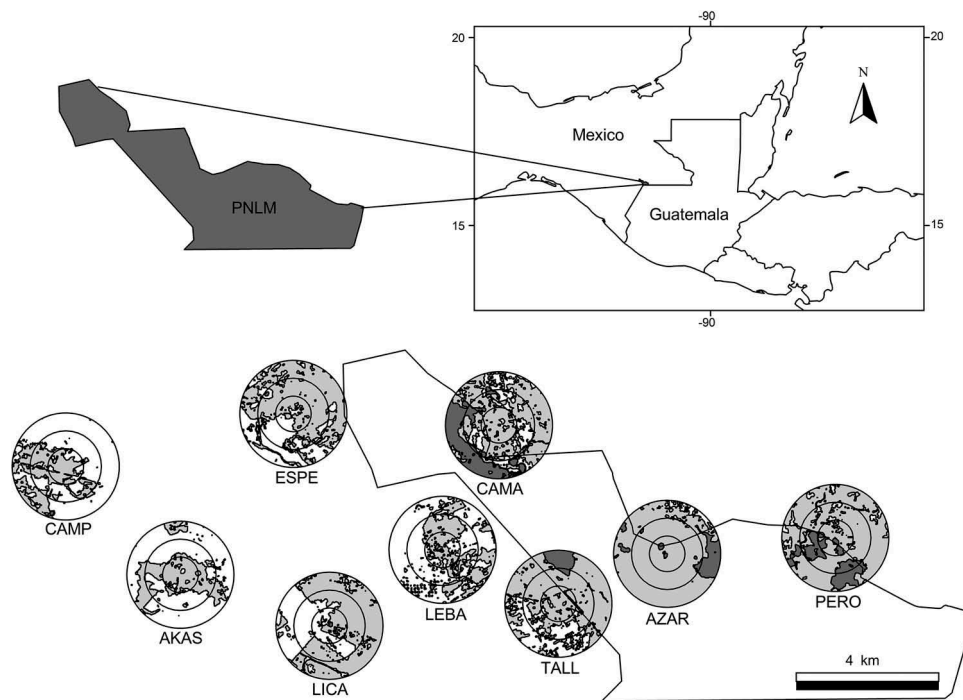 -90
20
20
N
Mexico
PNLM
Guatemala
15
15
-90
ESPE
CAMA
CAMP
LEBA
AZAR
PERO
AKAS
TALL
LICA
4 km